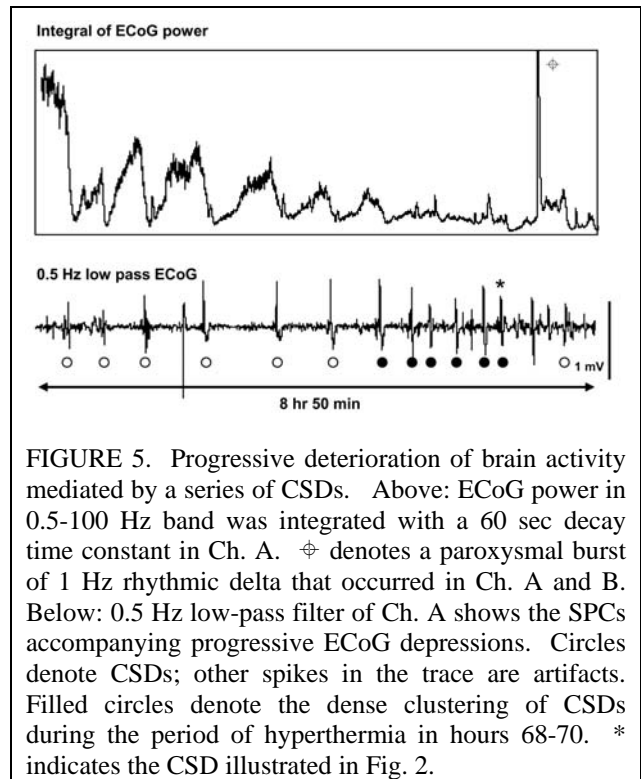 Integral of ECoG power
⌖
0.5 Hz low pass ECoG
*
1 mV
8 hr 50 min
FIGURE 5. Progressive deterioration of brain activity
mediated by a series of CSDs. Above: ECoG power in
0.5-100 Hz band was integrated with a 60 sec decay
time constant in Ch. A. ⌖ denotes a paroxysmal burst
of 1 Hz rhythmic delta that occurred in Ch. A and B.
Below: 0.5 Hz low-pass filter of Ch. A shows the SPCs
accompanying progressive ECoG depressions. Circles
denote CSDs; other spikes in the trace are artifacts.
Filled circles denote the dense clustering of CSDs
during the period of hyperthermia in hours 68-70. *
indicates the CSD illustrated in Fig. 2.